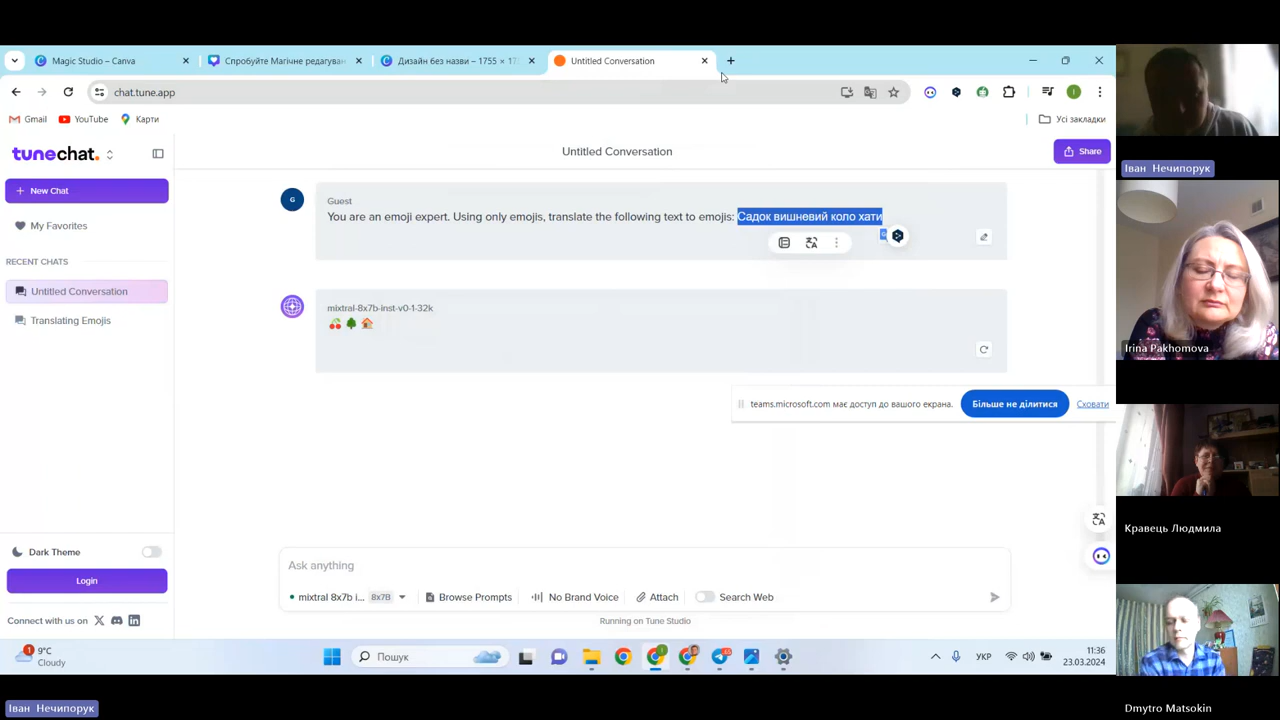 Magic Studio – Canva
Спробуйте Магічне редагуван
Дизайн без назви – 1755 × 17
Untitled Conversation
chat.tune.app
Gmail
YouTube
Карти
Усі закладки
tunechat.
Untitled Conversation
Share
New Chat
My Favorites
RECENT CHATS
Untitled Conversation
Translating Emojis
G
Guest
You are an emoji expert. Using only emojis, translate the following text to emojis: Садок вишневий коло хати
mixtral-8x7b-inst-v0-1-32k
🍒 🌳 🏠
teams.microsoft.com має доступ до вашого екрана.
Більше не ділитися
Сховати
Ask anything
mixtral 8x7b i...
8x7B
Browse Prompts
No Brand Voice
Attach
Search Web
Running on Tune Studio
Dark Theme
Login
Connect with us on
1
9°C
Cloudy
Пошук
УКР
11:36
23.03.2024
Іван Нечипорук
Irina Pakhomova
Кравець Людмила
Dmytro Matsokin
Іван Нечипорук